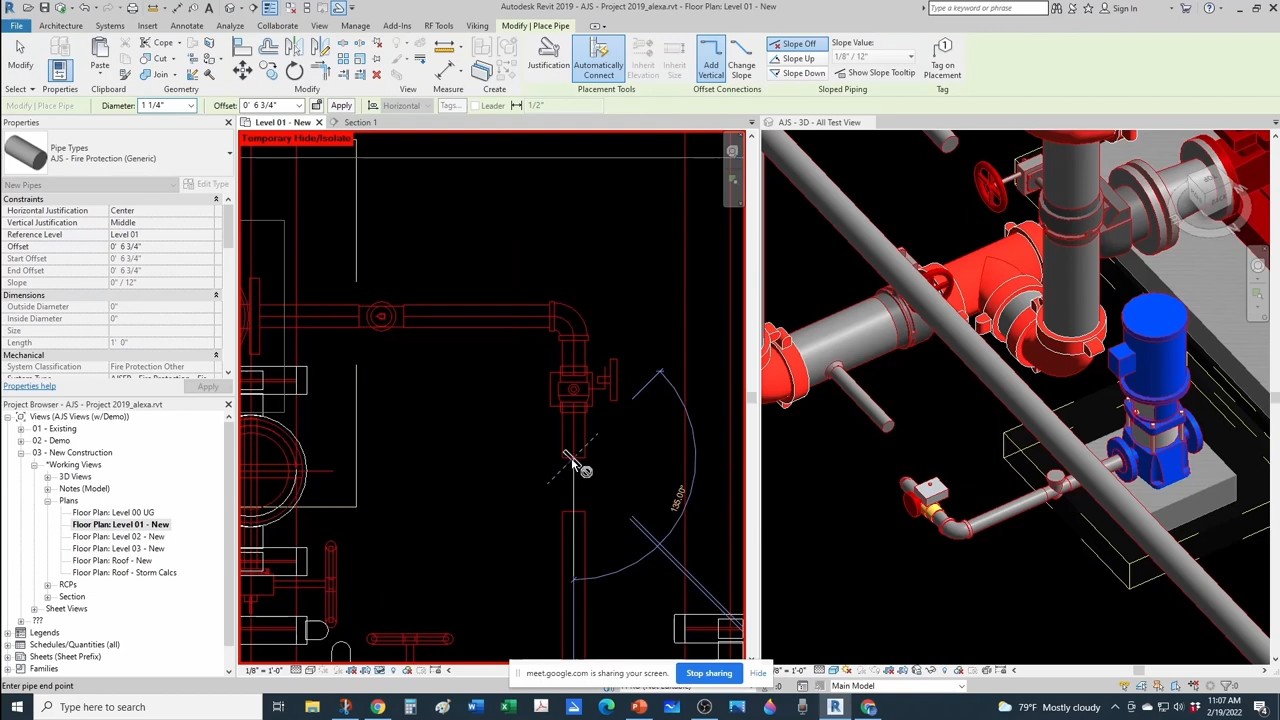 Autodesk Revit 2019 - AJS - Project 2019_alexa.rvt - Floor Plan: Level 01 - New
Type a keyword or phrase
Sign In
File Architecture Structure Steel Systems Insert Annotate Analyze Collaborate View Manage Add-Ins RF Tools Viking Modify | Place Pipe
Modify
Paste
Cope
Cut
Join
Justification
Automatically Connect
Inherit Elevation
Inherit Size
Add Vertical
Change Slope
Slope Off
Slope Up
Slope Down
Slope Value:
1/8" / 12"
Show Slope Tooltip
Tag on Placement
Select Properties Clipboard Geometry Modify View Measure Create Placement Tools Offset Connections Sloped Piping Tag
Modify | Place Pipe Diameter: 1 1/4" Offset: 0' 6 3/4" Apply Horizontal Tags... Leader 1/2"
Properties
Level 01 - New
Section 1
AJS - 3D - All Test View
Temporary Hide/Isolate
Pipe Types
AJS - Fire Protection (Generic)
New Pipes Edit Type
Constraints
Horizontal Justification Center
Vertical Justification Middle
Reference Level Level 01
Offset 0' 6 3/4"
Start Offset 0' 6 3/4"
End Offset 0' 6 3/4"
Slope 0" / 12"
Dimensions
Outside Diameter 0"
Inside Diameter 0"
Size
Length 1' 0"
Mechanical
System Classification Fire Protection Other
Properties help Apply
Project Browser - AJS - Project 2019_alexa.rvt
Views (AJS Views (w/Demo))
01 - Existing
02 - Demo
03 - New Construction
*Working Views
3D Views
Notes (Model)
Plans
Floor Plan: Level 00 UG
Floor Plan: Level 01 - New
Floor Plan: Level 02 - New
Floor Plan: Level 03 - New
Floor Plan: Roof - New
Floor Plan: Roof - Storm Calcs
RCPs
Section
Sheet Views
???
Legends
Schedules/Quantities (all)
Sheets (Sheet Prefix)
Families
135.00°
1/8" = 1'-0"
meet.google.com is sharing your screen.
Stop sharing
Hide
Enter pipe end point
Main Model
Type here to search
79°F Mostly cloudy
11:07 AM
2/19/2022